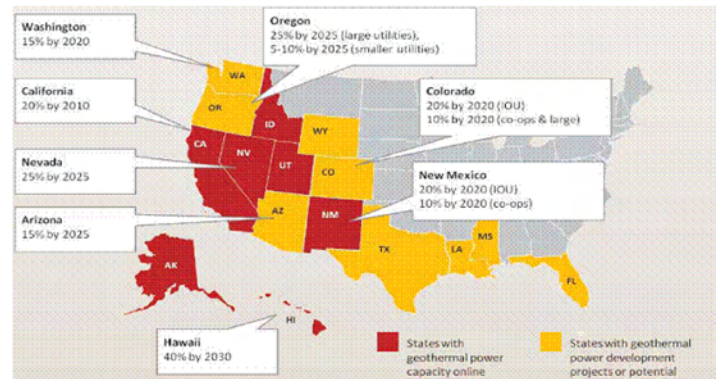 Washington
15% by 2020
Oregon
25% by 2025 (large utilities),
5-10% by 2025 (smaller utilities)
California
20% by 2010
Colorado
20% by 2020 (IOU)
10% by 2020 (co-ops & large)
Nevada
25% by 2025
New Mexico
20% by 2020 (IOU)
10% by 2020 (co-ops)
Arizona
15% by 2025
Hawaii
40% by 2030
WA
OR
ID
WY
CA
NV
UT
CO
AZ
NM
TX
LA
MS
FL
AK
HI
States with
geothermal power
capacity online
States with geothermal
power development
projects or potential